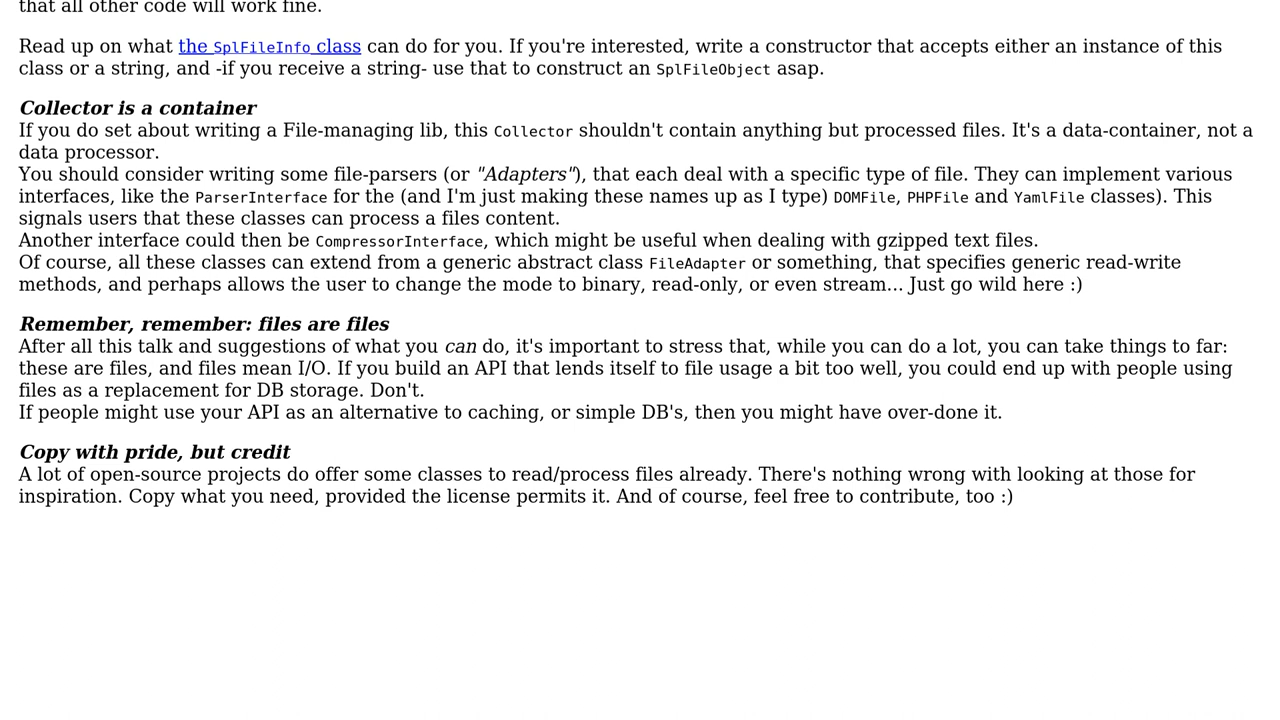 that all other code will work fine.
Read up on what the SplFileInfo class can do for you. If you're interested, write a constructor that accepts either an instance of this
class or a string, and -if you receive a string- use that to construct an SplFileObject asap.
Collector is a container
If you do set about writing a File-managing lib, this Collector shouldn't contain anything but processed files. It's a data-container, not a
data processor.
You should consider writing some file-parsers (or "Adapters"), that each deal with a specific type of file. They can implement various
interfaces, like the ParserInterface for the (and I'm just making these names up as I type) DOMFile, PHPFile and YamlFile classes). This
signals users that these classes can process a files content.
Another interface could then be CompressorInterface, which might be useful when dealing with gzipped text files.
Of course, all these classes can extend from a generic abstract class FileAdapter or something, that specifies generic read-write
methods, and perhaps allows the user to change the mode to binary, read-only, or even stream... Just go wild here :)
Remember, remember: files are files
After all this talk and suggestions of what you can do, it's important to stress that, while you can do a lot, you can take things to far:
these are files, and files mean I/O. If you build an API that lends itself to file usage a bit too well, you could end up with people using
files as a replacement for DB storage. Don't.
If people might use your API as an alternative to caching, or simple DB's, then you might have over-done it.
Copy with pride, but credit
A lot of open-source projects do offer some classes to read/process files already. There's nothing wrong with looking at those for
inspiration. Copy what you need, provided the license permits it. And of course, feel free to contribute, too :)